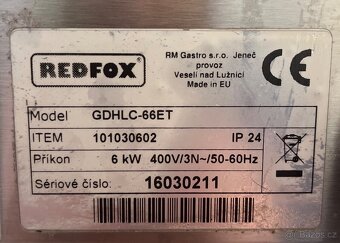 REDFOX
RM Gastro s.r.o. Jeneč
provoz
Veselí nad Lužnicí
Made in EU
CE
Model GDHLC-66ET
ITEM 101030602 IP 24
Příkon 6 kW 400V/3N~/50-60Hz
Sériové číslo: 16030211